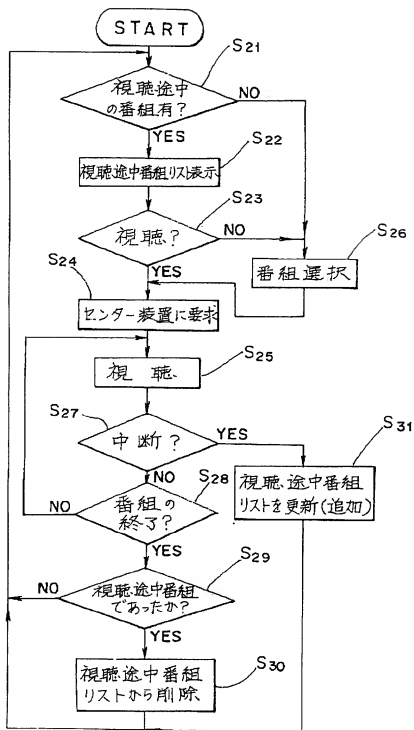 START
S21
視聴途中
の番組有?
NO
YES
S22
視聴途中番組リスト表示
S23
視聴?
NO
S26
番組選択
S24
YES
センター装置に要求
S25
視聴
S27
中断?
YES
S31
視聴途中番組
リストを更新(追加)
NO
S28
番組の
終了?
NO
YES
S29
視聴途中番組
であったか?
NO
YES
S30
視聴途中番組
リストから削除